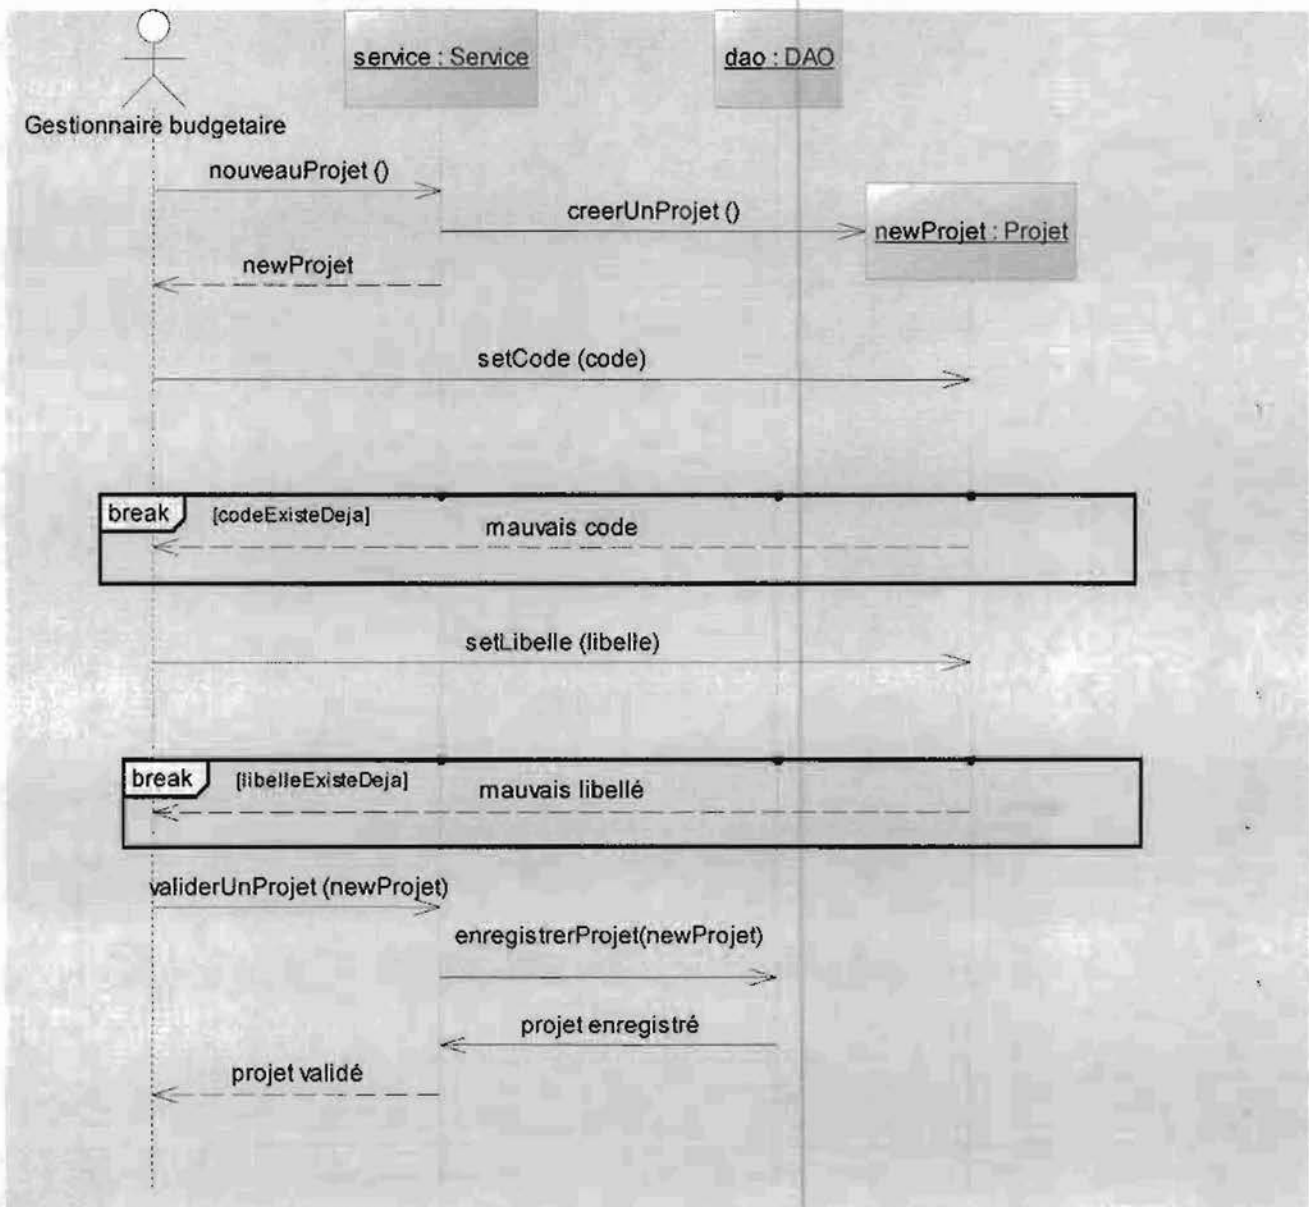 service : Service
dao : DAO
Gestionnaire budgetaire
nouveauProjet ()
creerUnProjet ()
newProjet : Projet
newProjet
setCode (code)
break
[codeExisteDeja]
mauvais code
setLibelle (libelle)
break
[libelleExisteDeja]
mauvais libellé
validerUnProjet (newProjet)
enregistrerProjet(newProjet)
projet enregistré
projet validé